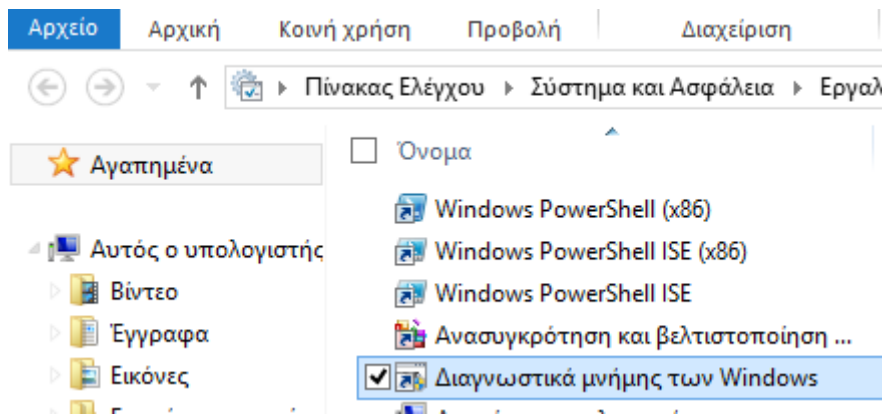 Αρχείο Αρχική Κοινή χρήση Προβολή Διαχείριση
Πίνακας Ελέγχου Σύστημα και Ασφάλεια Εργαλ
Αγαπημένα
Όνομα
Windows PowerShell (x86)
Αυτός ο υπολογιστής
Windows PowerShell ISE (x86)
Βίντεο
Windows PowerShell ISE
Έγγραφα
Ανασυγκρότηση και βελτιστοποίηση ...
Εικόνες
Διαγνωστικά μνήμης των Windows